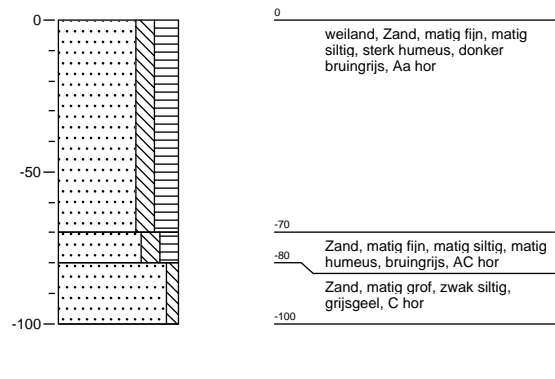 0
0
weiland, Zand, matig fijn, matig
siltig, sterk humeus, donker
bruingrijs, Aa hor
-50
-70
Zand, matig fijn, matig siltig, matig
humeus, bruingrijs, AC hor
-80
Zand, matig grof, zwak siltig,
grijsgeel, C hor
-100
-100